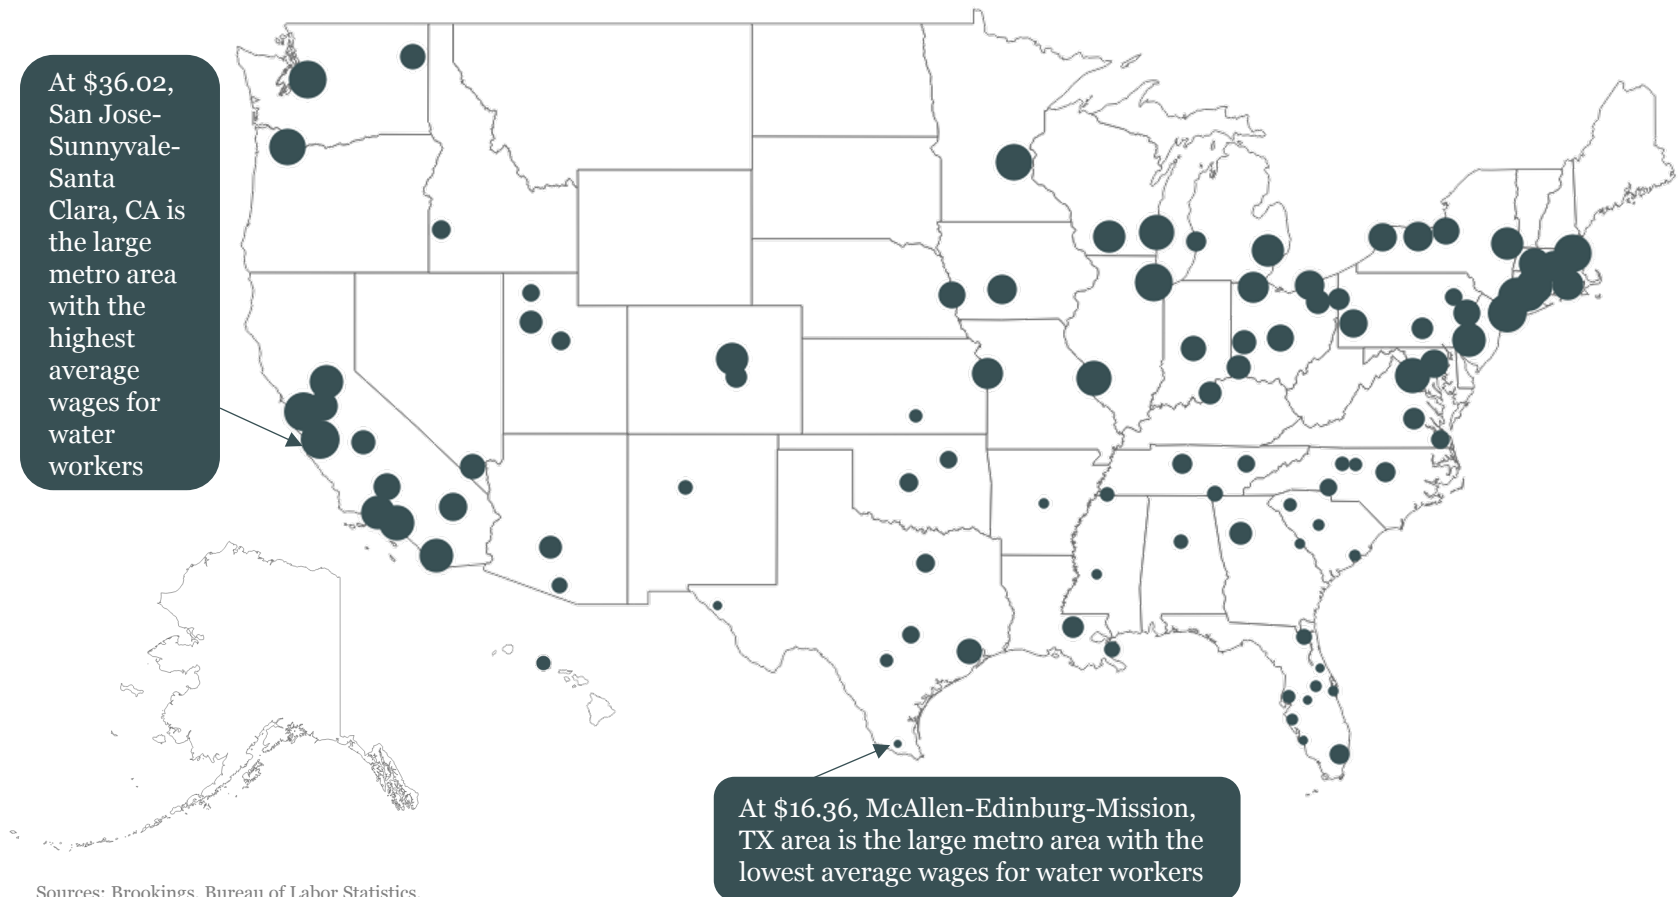 At $36.02,
San Jose-
Sunnyvale-
Santa
Clara, CA is
the large
metro area
with the
highest
average
wages for
water
workers
At $16.36, McAllen-Edinburg-Mission,
TX area is the large metro area with the
lowest average wages for water workers
Sources: Brookings, Bureau of Labor Statistics.